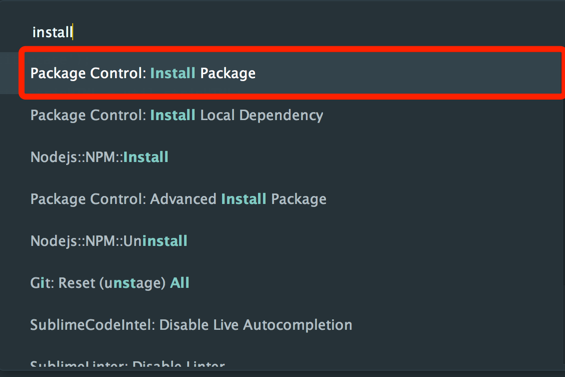 install
Package Control: Install Package
Package Control: Install Local Dependency
Nodejs::NPM::Install
Package Control: Advanced Install Package
Nodejs::NPM::Uninstall
Git: Reset (unstage) All
SublimeCodeIntel: Disable Live Autocompletion
SublimeLinter: Disable Linter